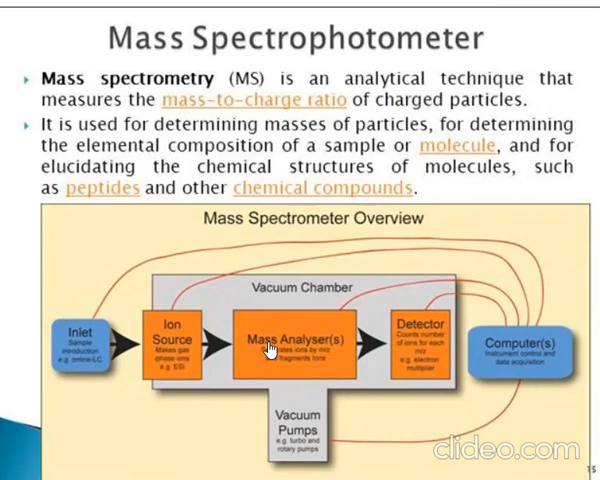 Mass Spectrophotometer
Mass spectrometry (MS) is an analytical technique that
measures the mass-to-charge ratio of charged particles.
It is used for determining masses of particles, for determining
the elemental composition of a sample or molecule, and for
elucidating the chemical structures of molecules, such
as peptides and other chemical compounds.
Mass Spectrometer Overview
Vacuum Chamber
Inlet
Sample
introduction
e.g. online-LC
Ion
Source
Makes gas
-phase ions
e.g. ESI
Mass Analyser(s)
ions by m/z
fragments Ions
Detector
Counts number
of ions for each
m/z
e.g. electron
multiplier
Computer(s)
Instrument control and
data acquisition
Vacuum
Pumps
e.g. turbo and
rotary pumps
clideo.com
15